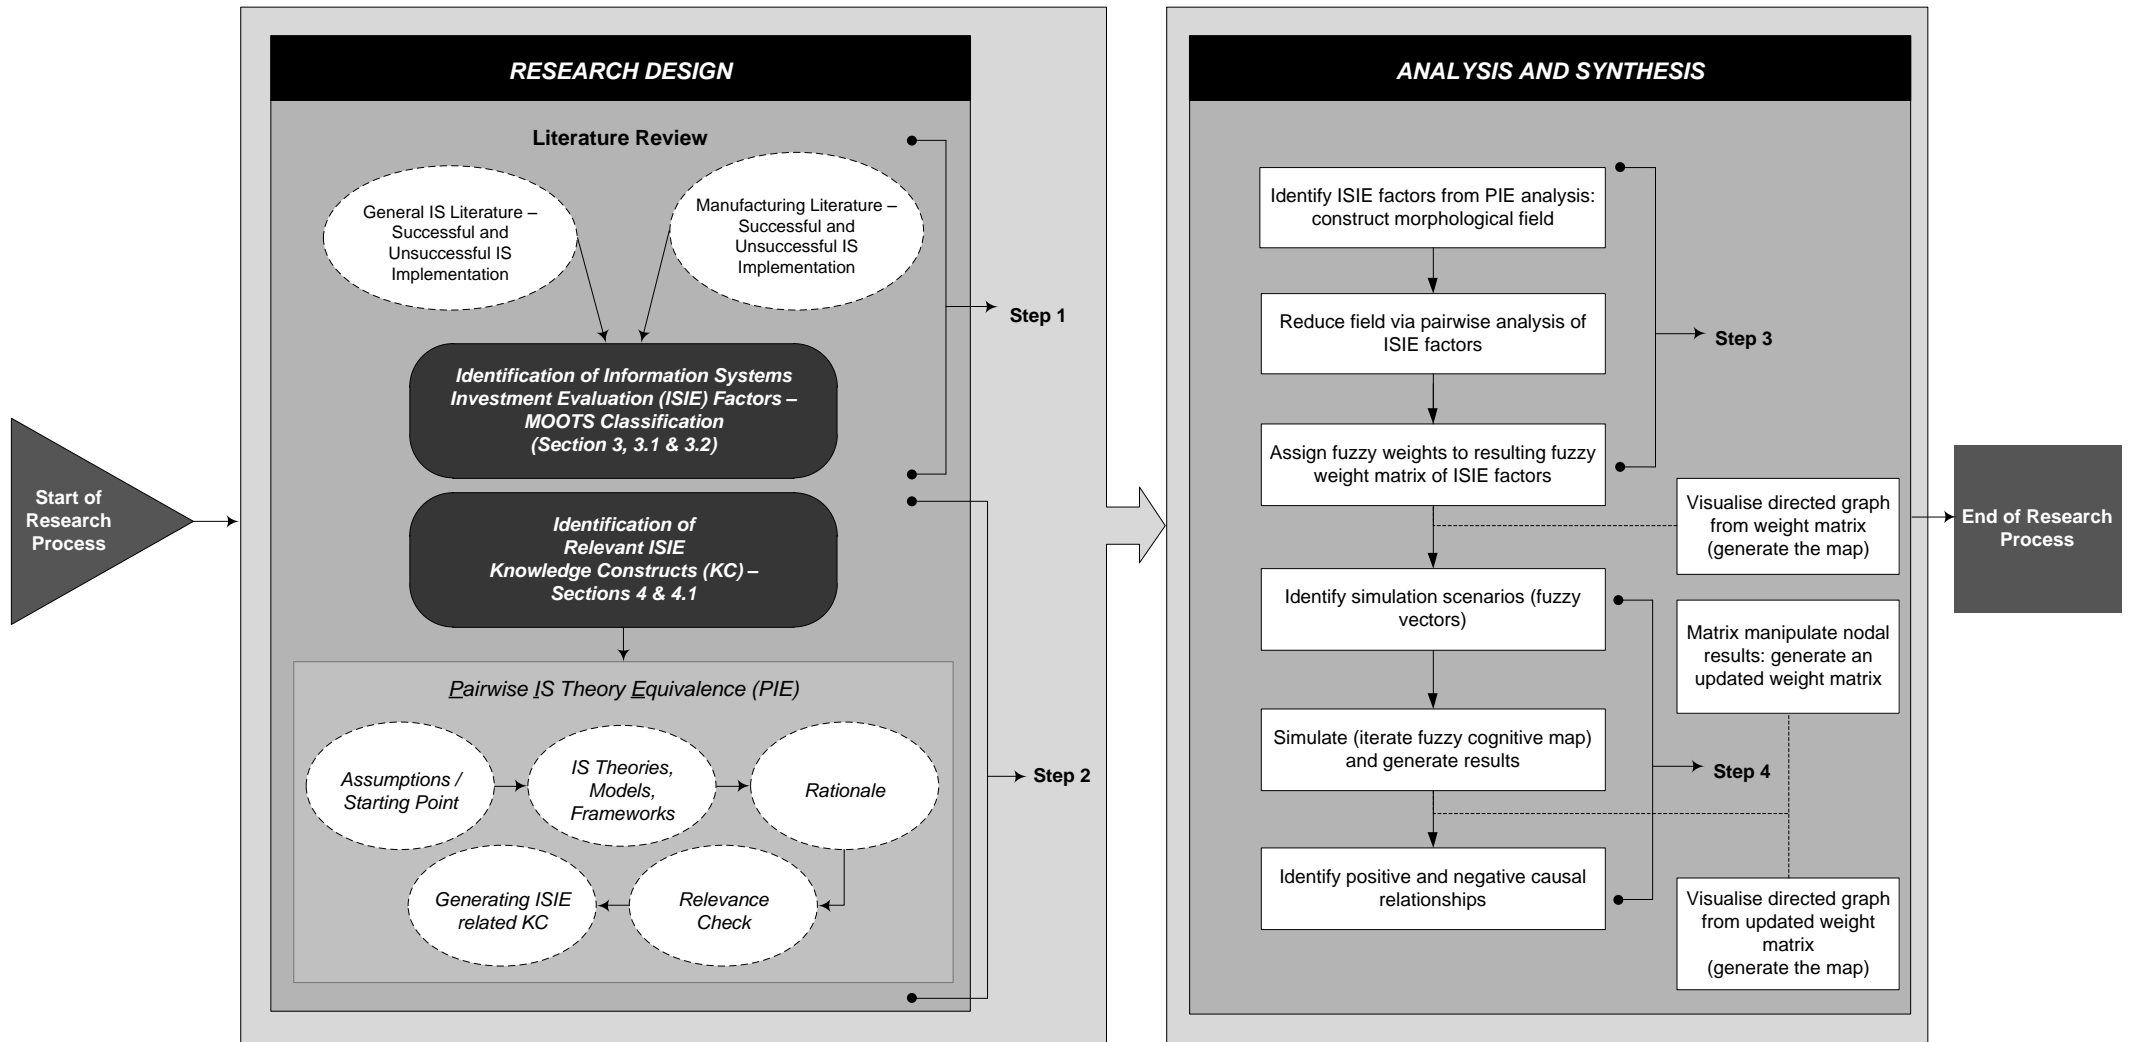 Start of
Research
Process
RESEARCH DESIGN
Literature Review
General IS Literature –
Successful and
Unsuccessful IS
Implementation
Manufacturing Literature –
Successful and
Unsuccessful IS
Implementation
Step 1
Identification of Information Systems
Investment Evaluation (ISIE) Factors –
MOOTS Classification
(Section 3, 3.1 & 3.2)
Identification of
Relevant ISIE
Knowledge Constructs (KC) –
Sections 4 & 4.1
Pairwise IS Theory Equivalence (PIE)
Assumptions /
Starting Point
IS Theories,
Models,
Frameworks
Rationale
Relevance
Check
Generating ISIE
related KC
Step 2
ANALYSIS AND SYNTHESIS
Identify ISIE factors from PIE analysis:
construct morphological field
Reduce field via pairwise analysis of
ISIE factors
Step 3
Assign fuzzy weights to resulting fuzzy
weight matrix of ISIE factors
Visualise directed graph
from weight matrix
(generate the map)
Identify simulation scenarios (fuzzy
vectors)
Matrix manipulate nodal
results: generate an
updated weight matrix
Simulate (iterate fuzzy cognitive map)
and generate results
Step 4
Identify positive and negative causal
relationships
Visualise directed graph
from updated weight
matrix
(generate the map)
End of Research
Process